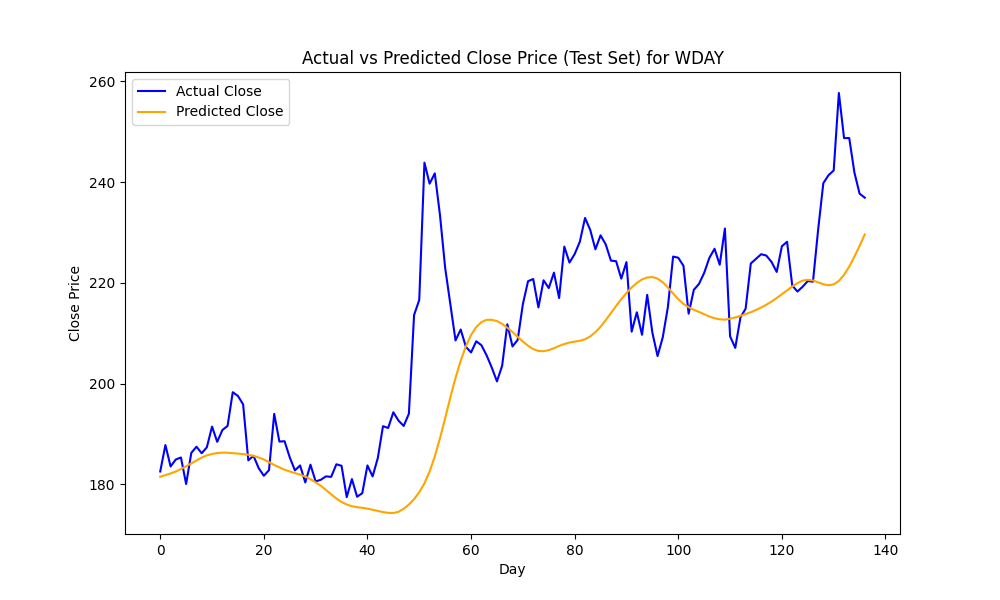 Actual vs Predicted Close Price (Test Set) for WDAY
Actual Close
Predicted Close
Close Price
260
240
220
200
180
0 20 40 60 80 100 120 140
Day